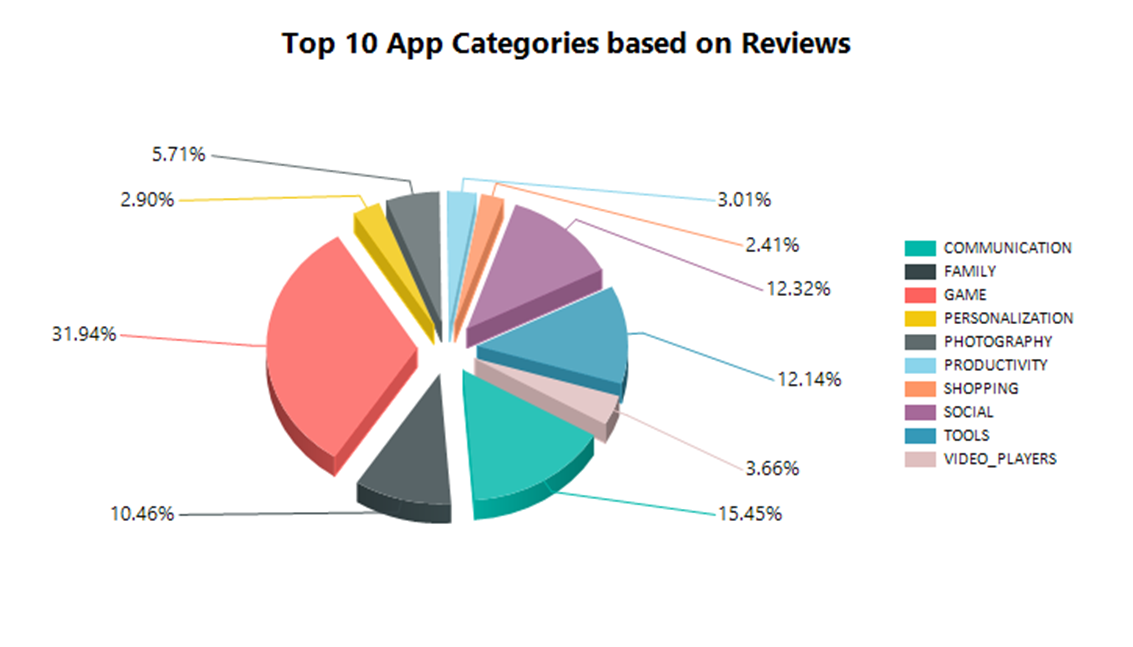 Top 10 App Categories based on Reviews
5.71%
2.90%
3.01%
2.41%
12.32%
31.94%
12.14%
3.66%
10.46%
15.45%
COMMUNICATION
FAMILY
GAME
PERSONALIZATION
PHOTOGRAPHY
PRODUCTIVITY
SHOPPING
SOCIAL
TOOLS
VIDEO_PLAYERS